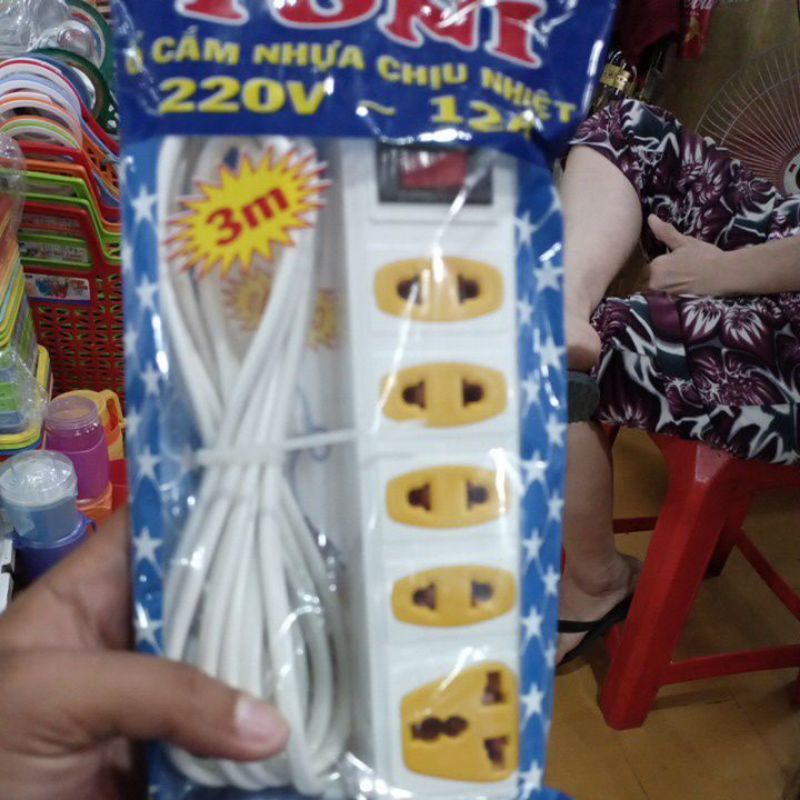 CẮM NHỰA CHỊU NHIỆT
220V ~ 12A
3m